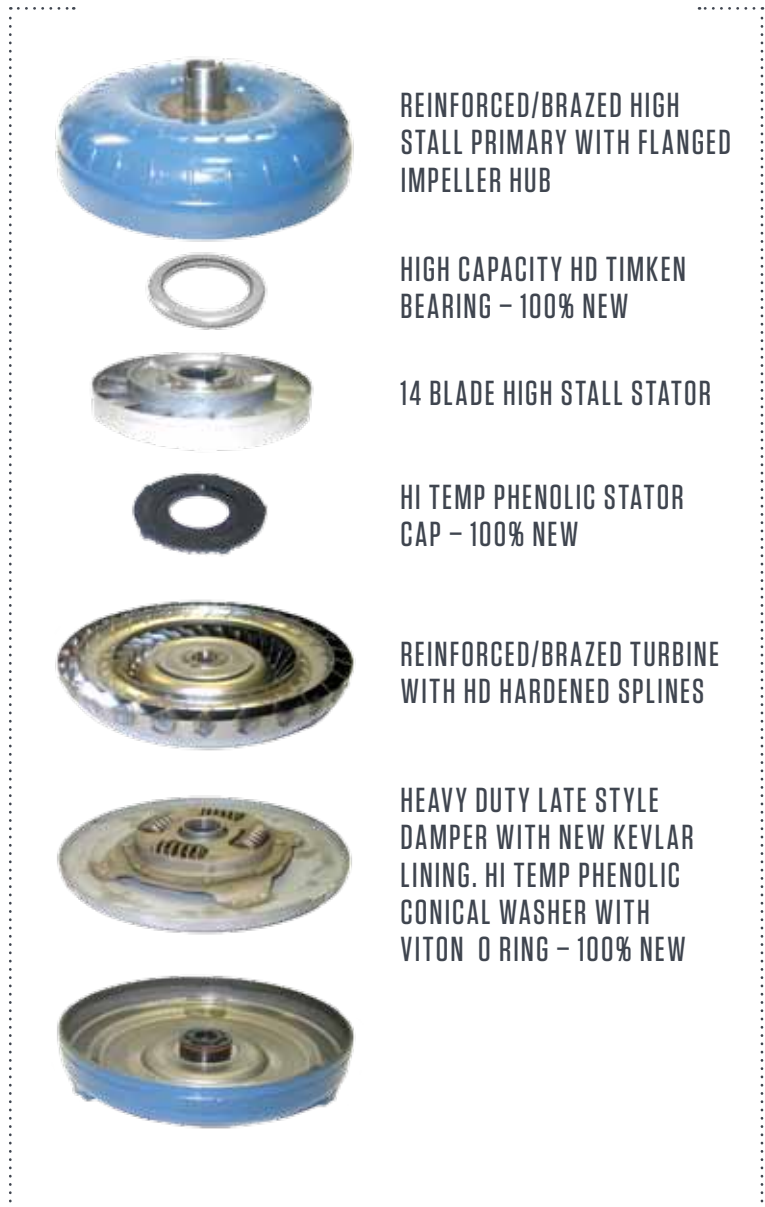 REINFORCED/BRAZED HIGH
STALL PRIMARY WITH FLANGED
IMPELLER HUB
HIGH CAPACITY HD TIMKEN
BEARING – 100% NEW
14 BLADE HIGH STALL STATOR
HI TEMP PHENOLIC STATOR
CAP – 100% NEW
REINFORCED/BRAZED TURBINE
WITH HD HARDENED SPLINES
HEAVY DUTY LATE STYLE
DAMPER WITH NEW KEVLAR
LINING. HI TEMP PHENOLIC
CONICAL WASHER WITH
VITON  O RING – 100% NEW